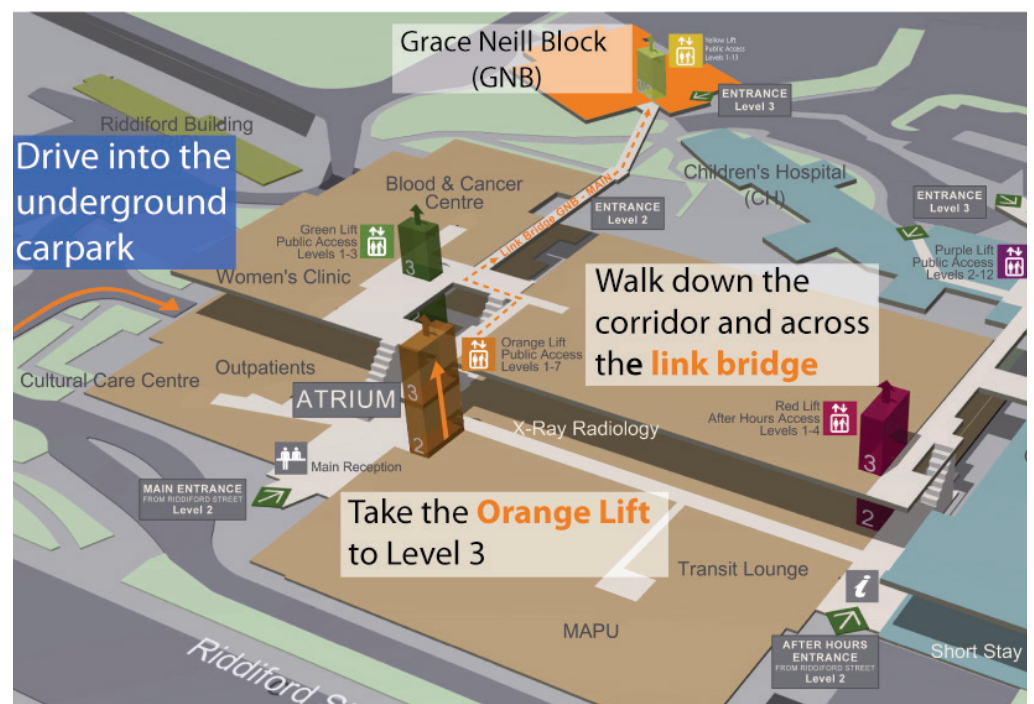 Grace Neill Block
(GNB)
Yellow Lift
Public Access
Levels 1-13
ENTRANCE
Level 3
Riddiford Building
Drive into the
underground
carpark
Blood & Cancer
Centre
Children's Hospital
(CH)
ENTRANCE
Level 2
ENTRANCE
Level 3
Link Bridge GNB - MAIN
Green Lift
Public Access
Levels 1-3
3
Women's Clinic
Purple Lift
Public Access
Levels 2-12
Walk down the
corridor and across
the link bridge
Orange Lift
Public Access
Levels 1-7
Cultural Care Centre
Outpatients
ATRIUM
3
2
X-Ray Radiology
Red Lift
After Hours Access
Levels 1-4
3
2
Main Reception
MAIN ENTRANCE
FROM RIDDIFORD STREET
Level 2
Take the Orange Lift
to Level 3
Transit Lounge
i
MAPU
AFTER HOURS
ENTRANCE
FROM RIDDIFORD STREET
Level 2
Short Stay
Riddiford